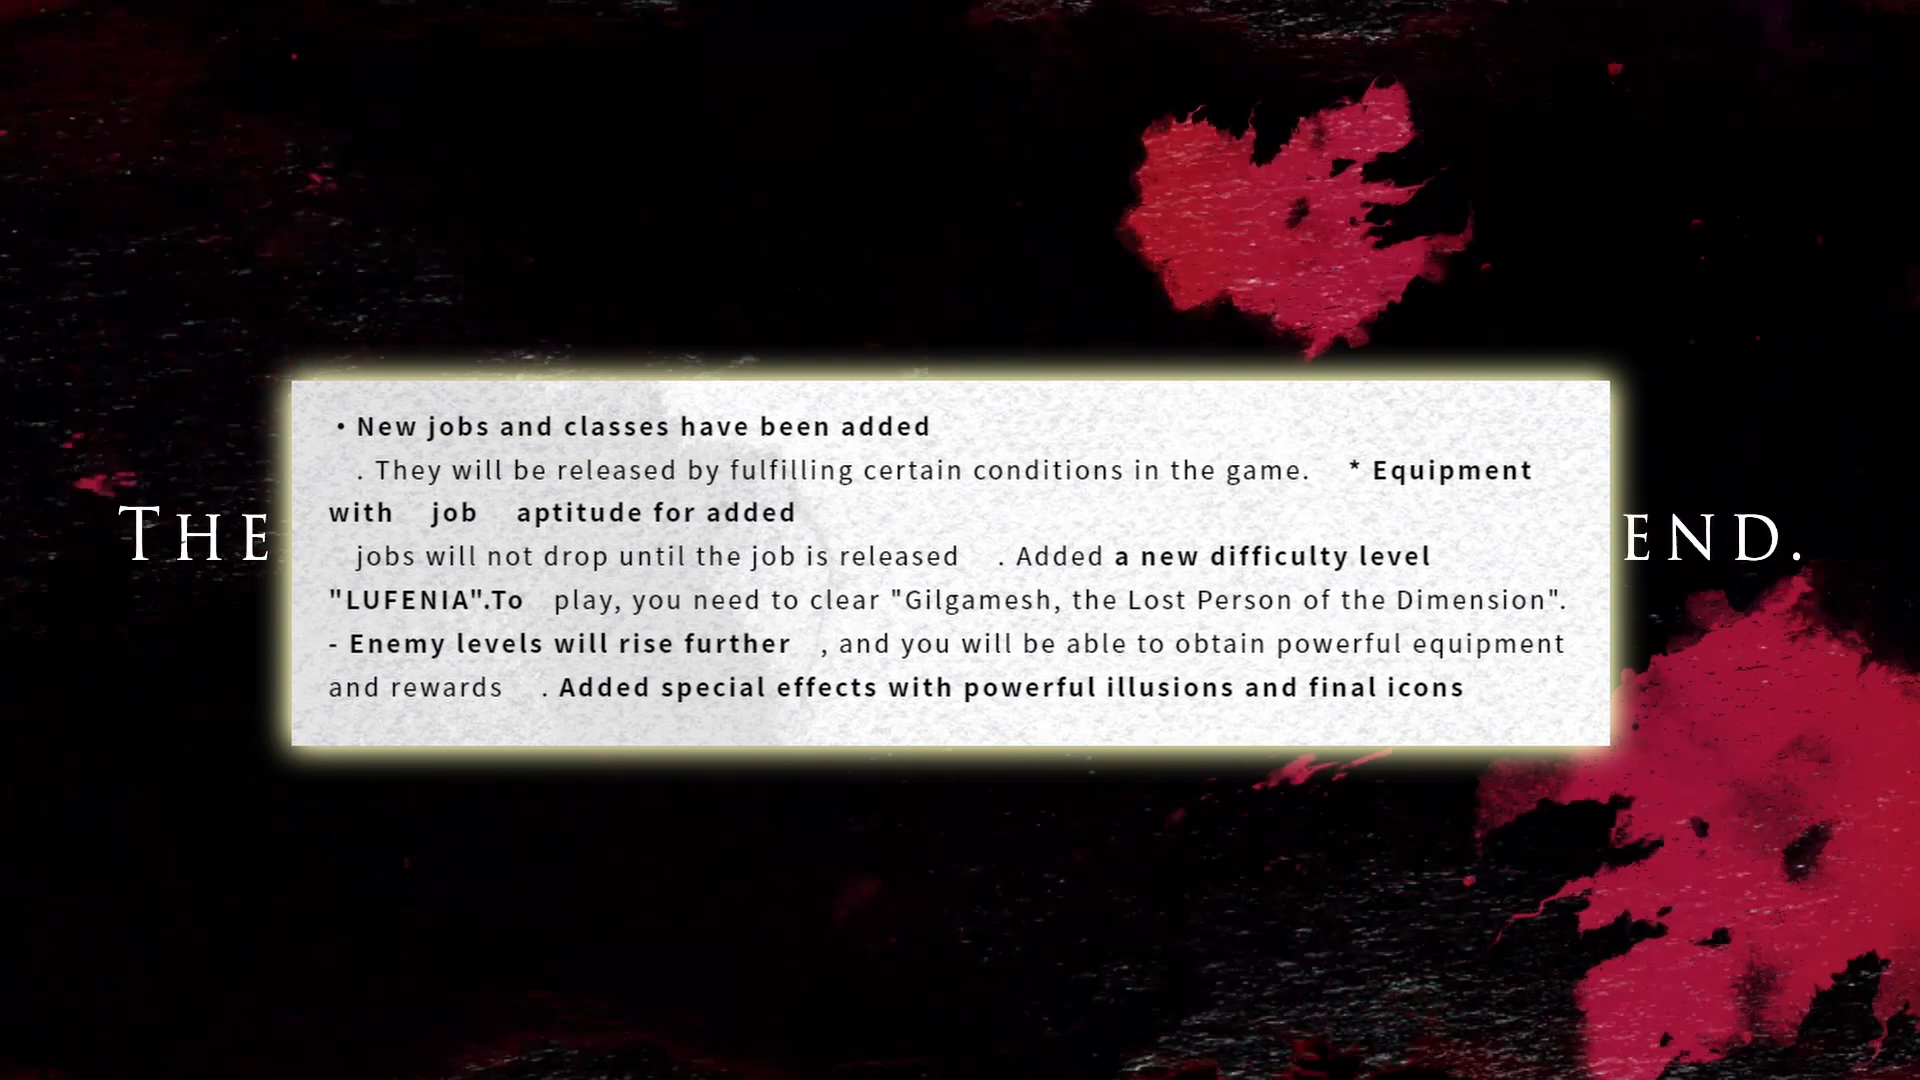 • New jobs and classes have been added
. They will be released by fulfilling certain conditions in the game. * Equipment
with job aptitude for added
jobs will not drop until the job is released . Added a new difficulty level
"LUFENIA".To play, you need to clear "Gilgamesh, the Lost Person of the Dimension".
- Enemy levels will rise further , and you will be able to obtain powerful equipment
and rewards . Added special effects with powerful illusions and final icons
THE
END.